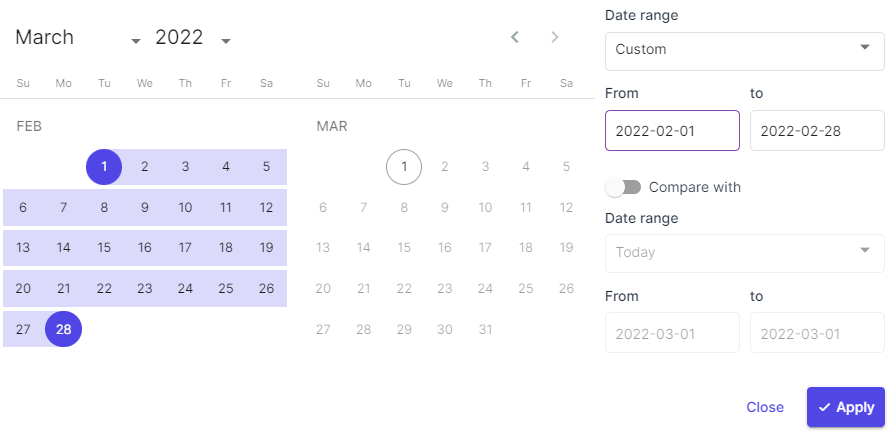 March 2022
Su Mo Tu We Th Fr Sa Su Mo Tu We Th Fr Sa
FEB
1 2 3 4 5
6 7 8 9 10 11 12
13 14 15 16 17 18 19
20 21 22 23 24 25 26
27 28
MAR
1 2 3 4 5
6 7 8 9 10 11 12
13 14 15 16 17 18 19
20 21 22 23 24 25 26
27 28 29 30 31
Date range
Custom
From to
2022-02-01 2022-02-28
Compare with
Date range
Today
From to
2022-03-01 2022-03-01
Close Apply